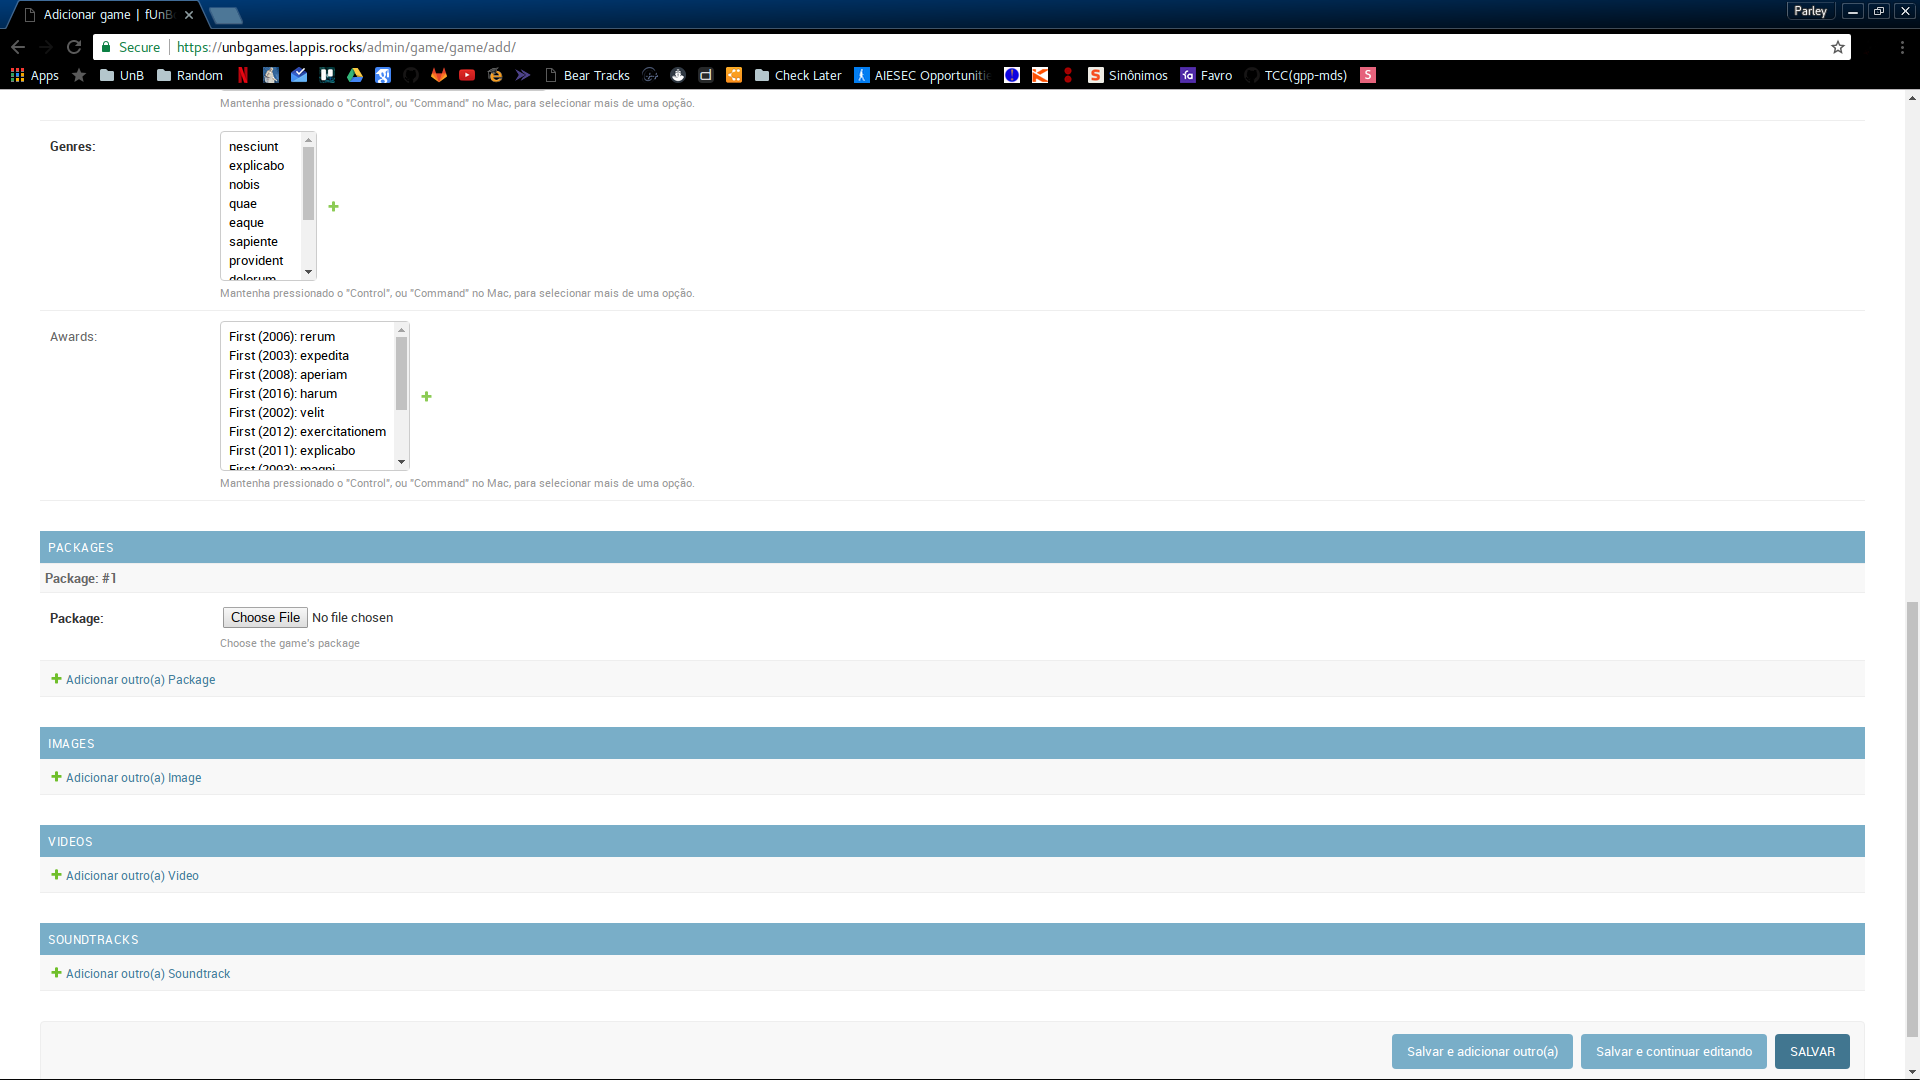 Adicionar game | fUnB
Parley
Secure
https://unbgames.lappis.rocks/admin/game/game/add/
Apps
UnB
Random
Bear Tracks
Check Later
AIESEC Opportuniti
Sinônimos
Favro
TCC(gpp-mds)
Mantenha pressionado o "Control", ou "Command" no Mac, para selecionar mais de uma opção.
Genres:
nesciunt
explicabo
nobis
quae
eaque
sapiente
provident
dolorum
Mantenha pressionado o "Control", ou "Command" no Mac, para selecionar mais de uma opção.
Awards:
First (2006): rerum
First (2003): expedita
First (2008): aperiam
First (2016): harum
First (2002): velit
First (2012): exercitationem
First (2011): explicabo
First (2003): magni
Mantenha pressionado o "Control", ou "Command" no Mac, para selecionar mais de uma opção.
PACKAGES
Package: #1
Package:
Choose File No file chosen
Choose the game's package
Adicionar outro(a) Package
IMAGES
Adicionar outro(a) Image
VIDEOS
Adicionar outro(a) Video
SOUNDTRACKS
Adicionar outro(a) Soundtrack
Salvar e adicionar outro(a)
Salvar e continuar editando
SALVAR